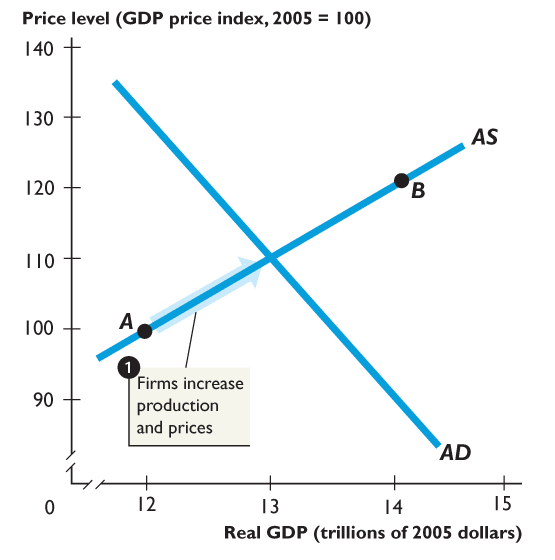 Price level (GDP price index, 2005 = 100)
140
130
AS
120
B
110
A
100
1
Firms increase
production
and prices
90
AD
0
12
13
14
15
Real GDP (trillions of 2005 dollars)